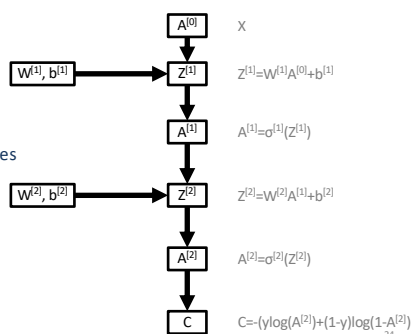 A[0] X
W[1], b[1] Z[1] Z[1]=W[1]A[0]+b[1]
A[1] A[1]=σ[1](Z[1])
es
W[2], b[2] Z[2] Z[2]=W[2]A[1]+b[2]
A[2] A[2]=σ[2](Z[2])
C C=-(ylog(A[2])+(1-y)log(1-A[2])